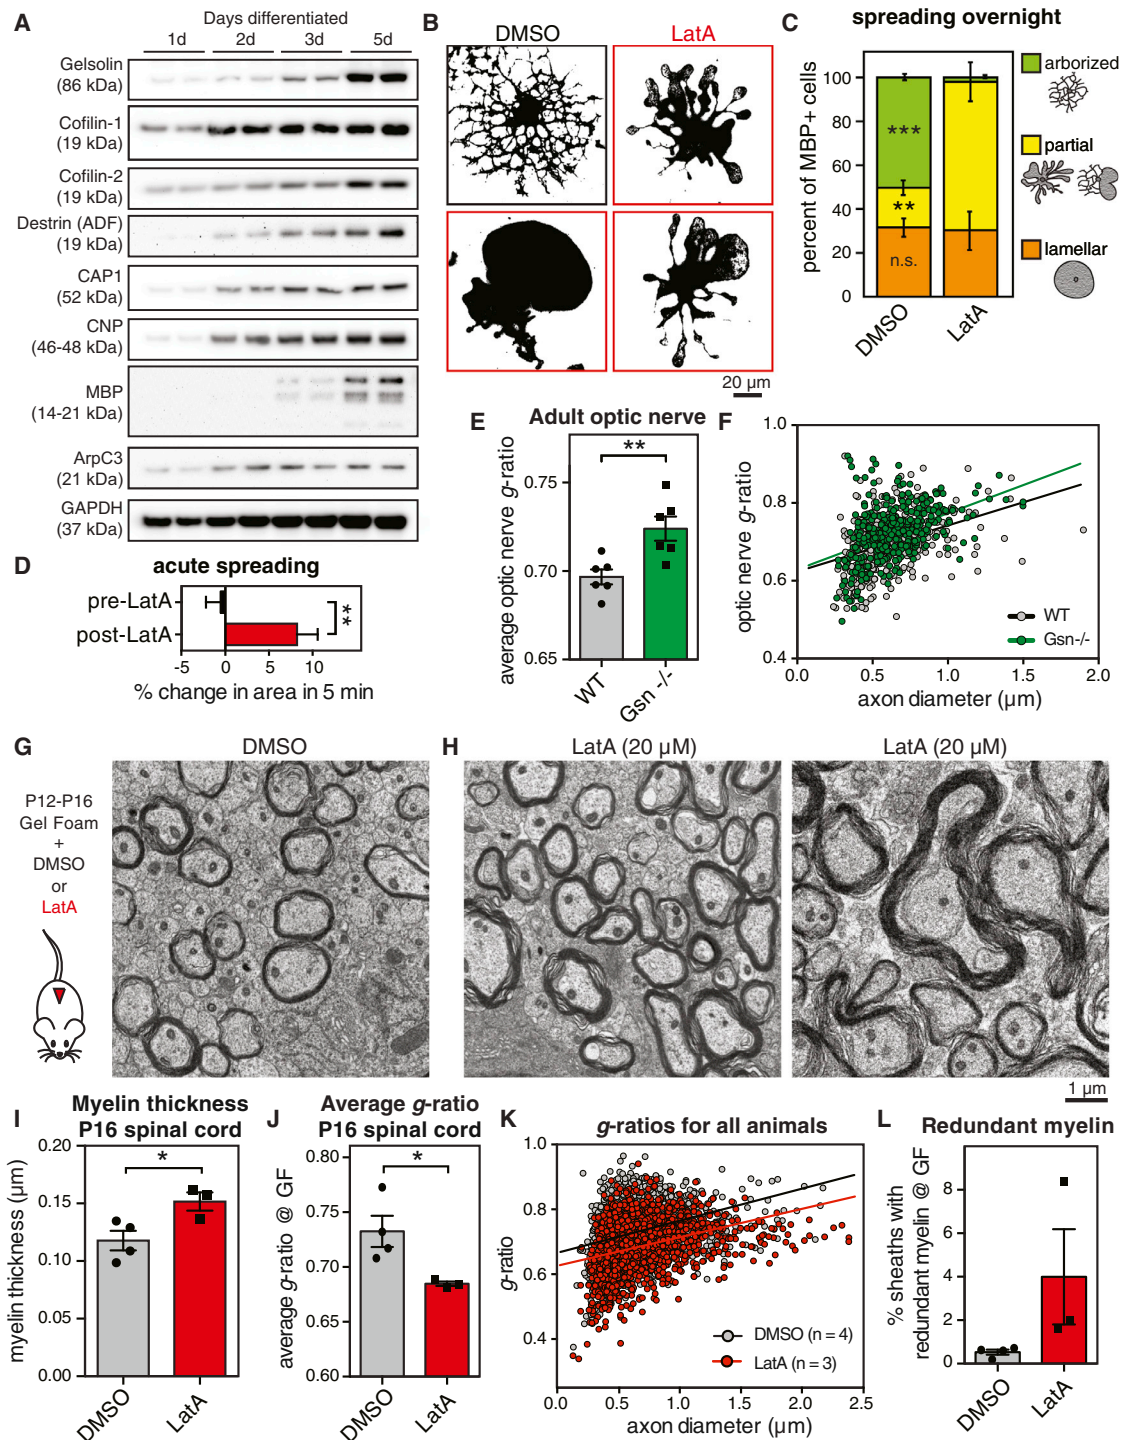 A
Days differentiated
1d 2d 3d 5d
Gelsolin
(86 kDa)
Cofilin-1
(19 kDa)
Cofilin-2
(19 kDa)
Destrin (ADF)
(19 kDa)
CAP1
(52 kDa)
CNP
(46-48 kDa)
MBP
(14-21 kDa)
ArpC3
(21 kDa)
GAPDH
(37 kDa)
B
DMSO LatA
20 µm
C
spreading overnight
percent of MBP+ cells
100
80
60
40
20
0
***
**
n.s.
DMSO LatA
arborized
partial
lamellar
D
acute spreading
pre-LatA
post-LatA
**
-5 0 5 10
% change in area in 5 min
E
Adult optic nerve
average optic nerve g-ratio
**
0.75
0.70
0.65
WT Gsn -/-
F
optic nerve g-ratio
1.0
0.8
0.6
0.4
WT
Gsn-/-
0.0 0.5 1.0 1.5 2.0
axon diameter (µm)
G
DMSO
P12-P16
Gel Foam
+
DMSO
or
LatA
H
LatA (20 µM) LatA (20 µM)
1 µm
I
Myelin thickness
P16 spinal cord
myelin thickness (µm)
*
0.20
0.15
0.10
0.05
0.00
DMSO LatA
J
Average g-ratio
P16 spinal cord
average g-ratio @ GF
*
0.80
0.75
0.70
0.65
0.60
DMSO LatA
K
g-ratios for all animals
g-ratio
1.0
0.8
0.6
0.4
DMSO (n = 4)
LatA (n = 3)
0.0 0.5 1.0 1.5 2.0 2.5
axon diameter (µm)
L
Redundant myelin
% sheaths with
redundant myelin @ GF
8
6
4
2
0
DMSO LatA